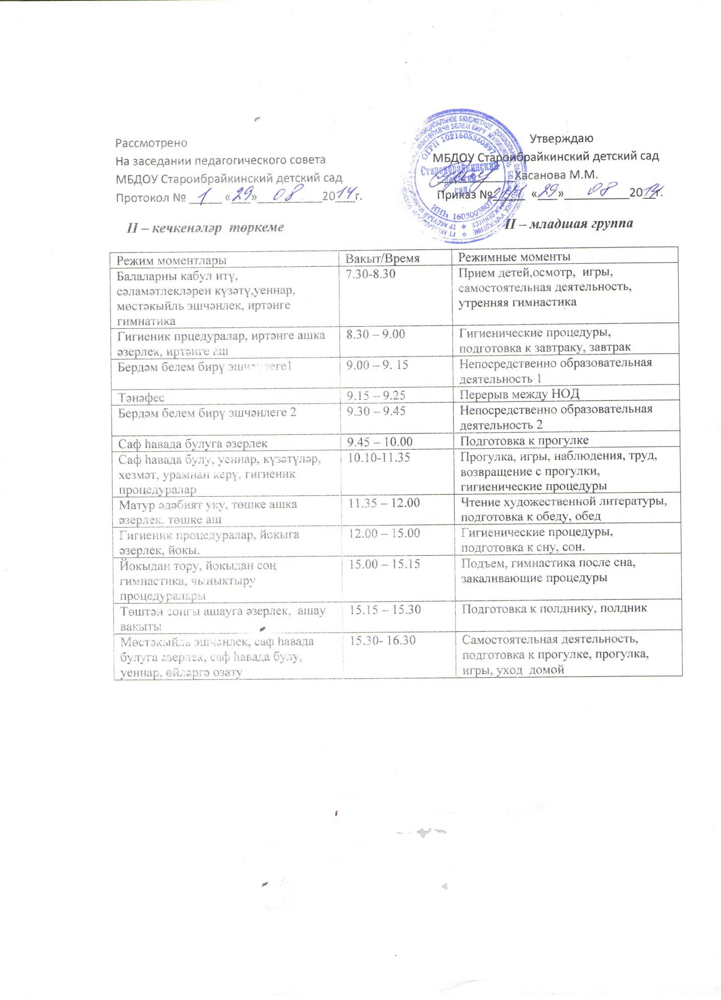 Рассмотрено
На заседании педагогического совета
МБДОУ Староибрайкинский детский сад
Протокол № 1 «29» 08 2014г.
Утверждаю
МБДОУ Староибрайкинский детский сад
Хасанова М.М.
Приказ № «29» 08 2014г.
МУНИЦИПАЛЬНОЕ БЮДЖЕТНОЕ ДОШКОЛЬНОЕ
МӘКТӘПКӘЧӘ БЕЛЕМ БИРҮ МУНИЦИПАЛЬ БЮДЖЕТ
ОГРН 1021605360897
Староибрайкинский
детский
сад
ИНН 1603003807
II – кечкенәләр төркеме
II – младшая группа
Режим моментлары Вакыт/Время Режимные моменты
Балаларны кабул итү,
сәламәтлекләрен күзәтү,уеннар,
мөстәкыйль эшчәнлек, иртәнге
гимнатика
7.30-8.30
Прием детей,осмотр, игры,
самостоятельная деятельность,
утренняя гимнастика
Гигиеник прцедуралар, иртәнге ашка
әзерлек, иртәнге аш
8.30 – 9.00
Гигиенические процедуры,
подготовка к завтраку, завтрак
Бердәм белем бирү эшчәнлеге1
9.00 – 9. 15
Непосредственно образовательная
деятельность 1
Тәнәфес
9.15 – 9.25
Перерыв между НОД
Бердәм белем бирү эшчәнлеге 2
9.30 – 9.45
Непосредственно образовательная
деятельность 2
Саф һавада булуга әзерлек
9.45 – 10.00
Подготовка к прогулке
Саф һавада булу, уеннар, күзәтүләр,
хезмәт, урамнан керү, гигиеник
процедуралар
10.10-11.35
Прогулка, игры, наблюдения, труд,
возвращение с прогулки,
гигиенические процедуры
Матур әдәбият уку, төшке ашка
әзерлек, төшке аш
11.35 – 12.00
Чтение художественной литературы,
подготовка к обеду, обед
Гигиеник процедуралар, йокыга
әзерлек, йокы.
12.00 – 15.00
Гигиенические процедуры,
подготовка к сну, сон.
Йокыдан тору, йокыдан соң
гимнастика, чыныктыру
процедуралары
15.00 – 15.15
Подъем, гимнастика после сна,
закаливающие процедуры
Төштән соңгы ашауга әзерлек, ашау
вакыты
15.15 – 15.30
Подготовка к полднику, полдник
Мөстәкыйль эшчәнлек, саф һавада
булуга әзерлек, саф һавада булу,
уеннар, өйләргә озату
15.30- 16.30
Самостоятельная деятельность,
подготовка к прогулке, прогулка,
игры, уход домой